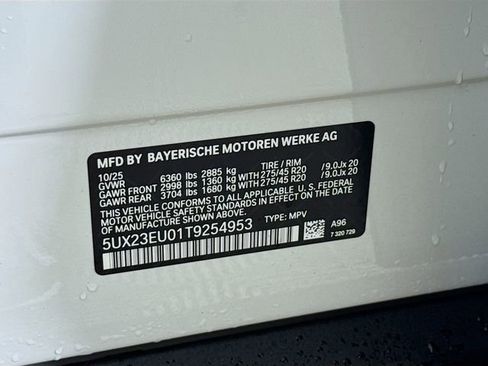 MFD BY BAYERISCHE MOTOREN WERKE AG
10/25 6360 lbs 2885 kg TIRE / RIM
GVWR
GAWR FRONT 2998 lbs 1360 kg WITH 275/45 R20 /9.0Jx 20
GAWR REAR 3704 lbs 1680 kg WITH 275/45 R20 /9.0Jx 20
THIS VEHICLE CONFORMS TO ALL APPLICABLE U.S. FEDERAL
MOTOR VEHICLE SAFETY STANDARDS IN EFFECT ON THE
DATE OF MANUFACTURE SHOWN ABOVE.
5UX23EU01T9254953 TYPE: MPV
A96
7 320 729